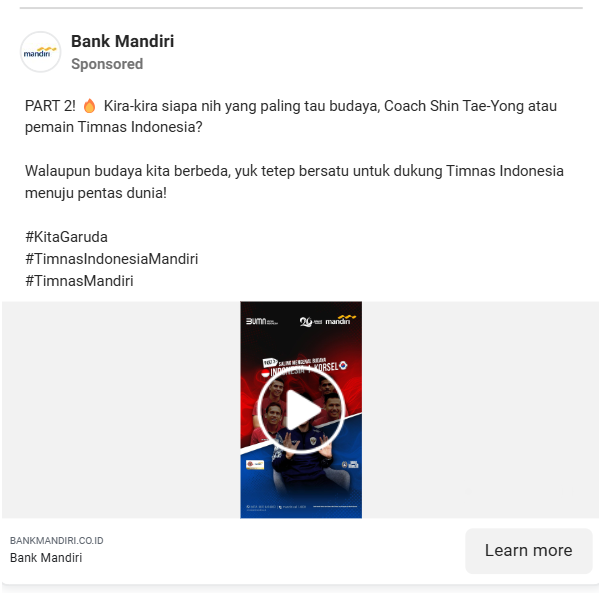 Bank Mandiri
Sponsored
mandiri
PART 2! 🔥 Kira-kira siapa nih yang paling tau budaya, Coach Shin Tae-Yong atau
pemain Timnas Indonesia?
Walaupun budaya kita berbeda, yuk tetep bersatu untuk dukung Timnas Indonesia
menuju pentas dunia!
#KitaGaruda
#TimnasIndonesiaMandiri
#TimnasMandiri
BUMN
mandiri
SALING MENGENAL BUDAYA
INDONESIA
KORSEL
BANKMANDIRI.CO.ID
Bank Mandiri
Learn more